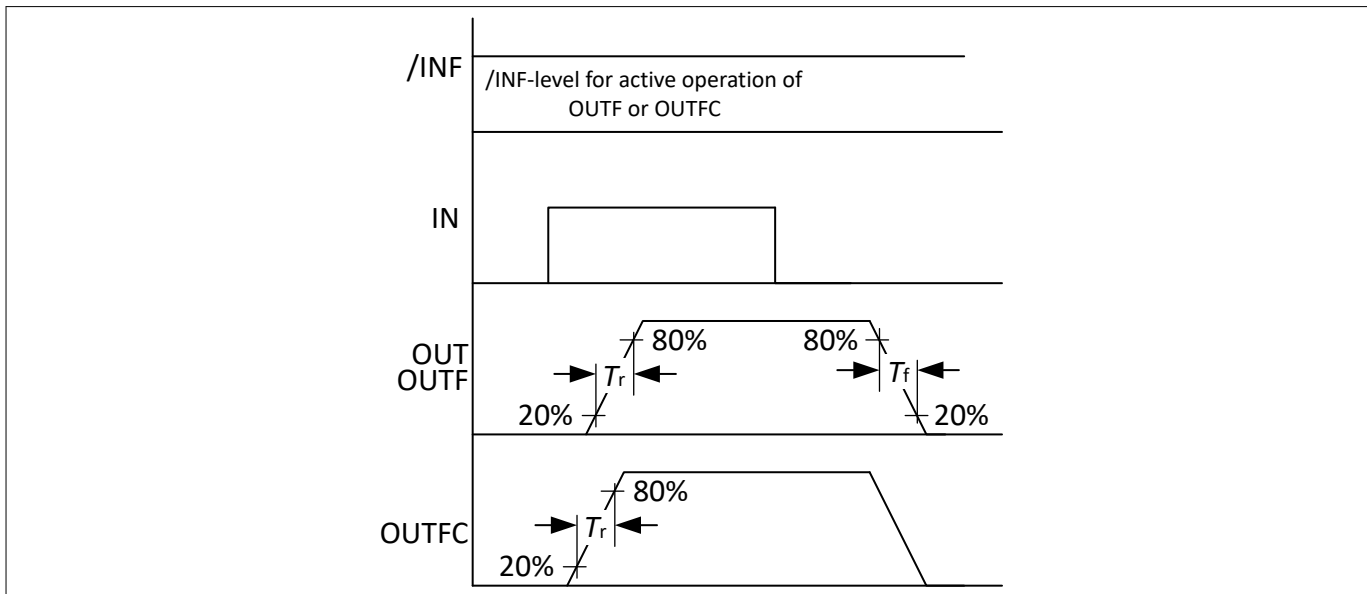 /INF
/INF-level for active operation of
OUTF or OUTFC
IN
OUT
OUTF
80%
80%
Tr
Tf
20%
20%
OUTFC
80%
Tr
20%